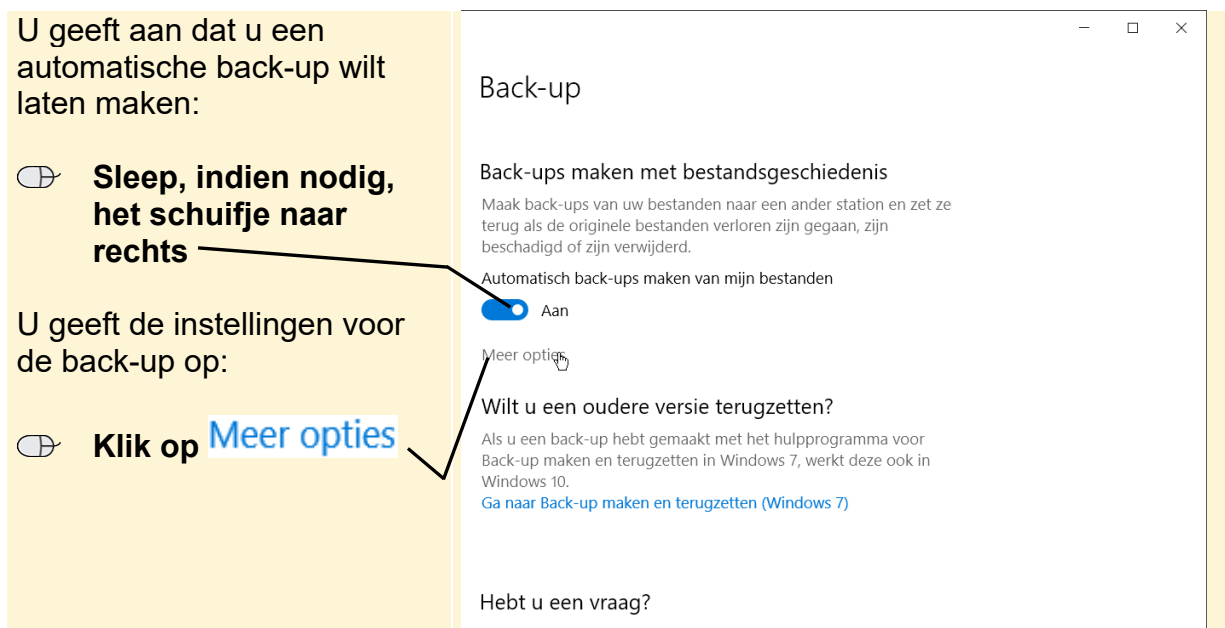 U geeft aan dat u een
automatische back-up wilt
laten maken:
Sleep, indien nodig,
het schuifje naar
rechts
U geeft de instellingen voor
de back-up op:
Klik op Meer opties
Back-up
Back-ups maken met bestandsgeschiedenis
Maak back-ups van uw bestanden naar een ander station en zet ze
terug als de originele bestanden verloren zijn gegaan, zijn
beschadigd of zijn verwijderd.
Automatisch back-ups maken van mijn bestanden
Aan
Meer opties
Wilt u een oudere versie terugzetten?
Als u een back-up hebt gemaakt met het hulpprogramma voor
Back-up maken en terugzetten in Windows 7, werkt deze ook in
Windows 10.
Ga naar Back-up maken en terugzetten (Windows 7)
Hebt u een vraag?